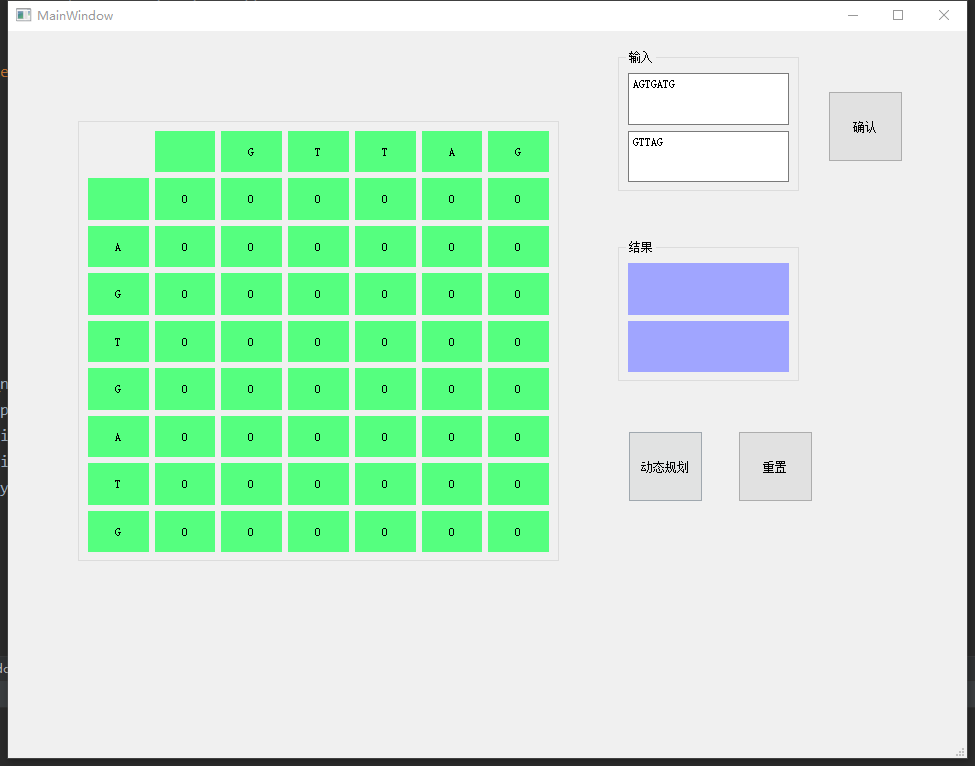 MainWindow
输入
AGTGATG
GTTAG
确认
G T T A G
0 0 0 0 0 0
A 0 0 0 0 0 0
G 0 0 0 0 0 0
T 0 0 0 0 0 0
G 0 0 0 0 0 0
A 0 0 0 0 0 0
T 0 0 0 0 0 0
G 0 0 0 0 0 0
结果
动态规划
重置